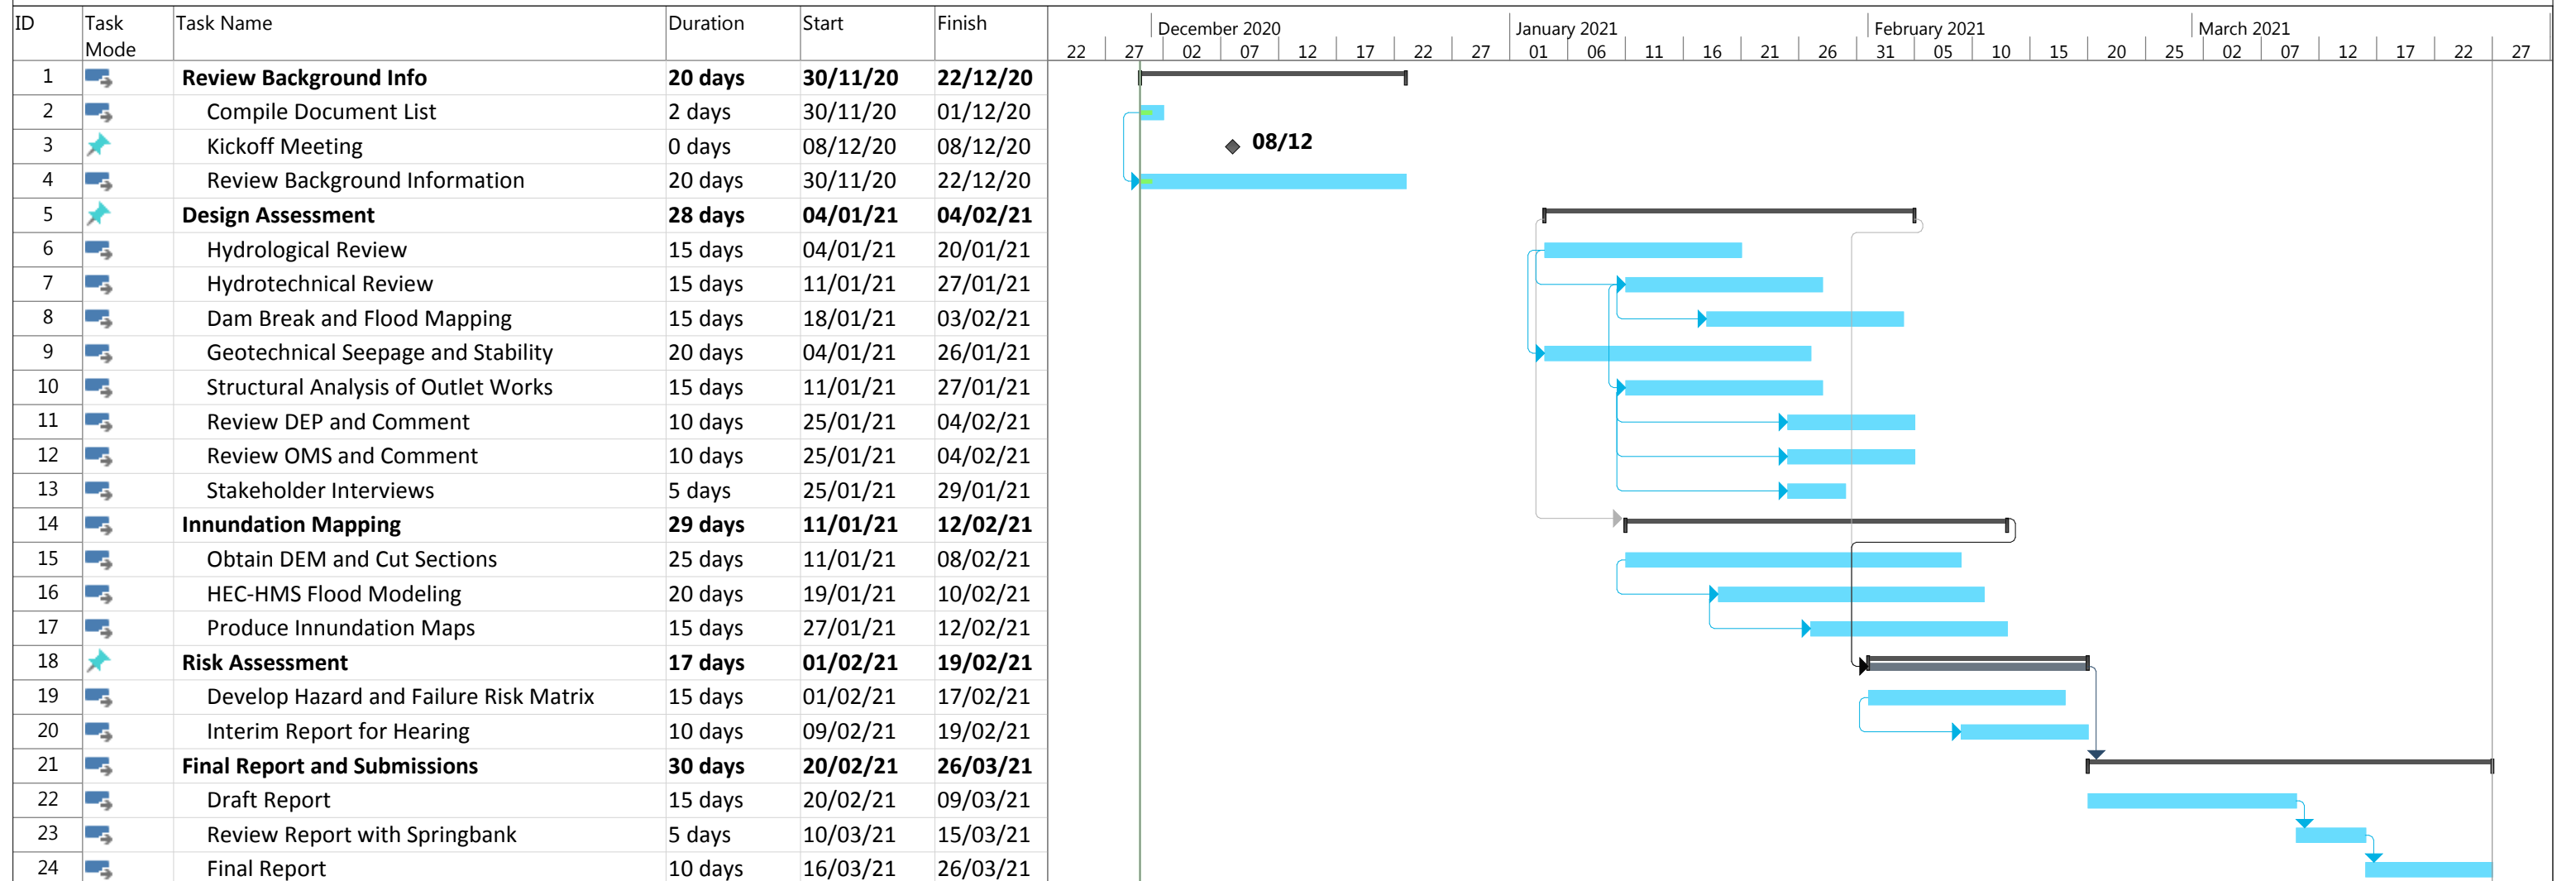 ID Task Mode Task Name Duration Start Finish December 2020 January 2021 February 2021 March 2021
22 27 02 07 12 17 22 27 01 06 11 16 21 26 31 05 10 15 20 25 02 07 12 17 22 27
1 Review Background Info 20 days 30/11/20 22/12/20
2 Compile Document List 2 days 30/11/20 01/12/20
3 Kickoff Meeting 0 days 08/12/20 08/12/20 08/12
4 Review Background Information 20 days 30/11/20 22/12/20
5 Design Assessment 28 days 04/01/21 04/02/21
6 Hydrological Review 15 days 04/01/21 20/01/21
7 Hydrotechnical Review 15 days 11/01/21 27/01/21
8 Dam Break and Flood Mapping 15 days 18/01/21 03/02/21
9 Geotechnical Seepage and Stability 20 days 04/01/21 26/01/21
10 Structural Analysis of Outlet Works 15 days 11/01/21 27/01/21
11 Review DEP and Comment 10 days 25/01/21 04/02/21
12 Review OMS and Comment 10 days 25/01/21 04/02/21
13 Stakeholder Interviews 5 days 25/01/21 29/01/21
14 Innundation Mapping 29 days 11/01/21 12/02/21
15 Obtain DEM and Cut Sections 25 days 11/01/21 08/02/21
16 HEC-HMS Flood Modeling 20 days 19/01/21 10/02/21
17 Produce Innundation Maps 15 days 27/01/21 12/02/21
18 Risk Assessment 17 days 01/02/21 19/02/21
19 Develop Hazard and Failure Risk Matrix 15 days 01/02/21 17/02/21
20 Interim Report for Hearing 10 days 09/02/21 19/02/21
21 Final Report and Submissions 30 days 20/02/21 26/03/21
22 Draft Report 15 days 20/02/21 09/03/21
23 Review Report with Springbank 5 days 10/03/21 15/03/21
24 Final Report 10 days 16/03/21 26/03/21